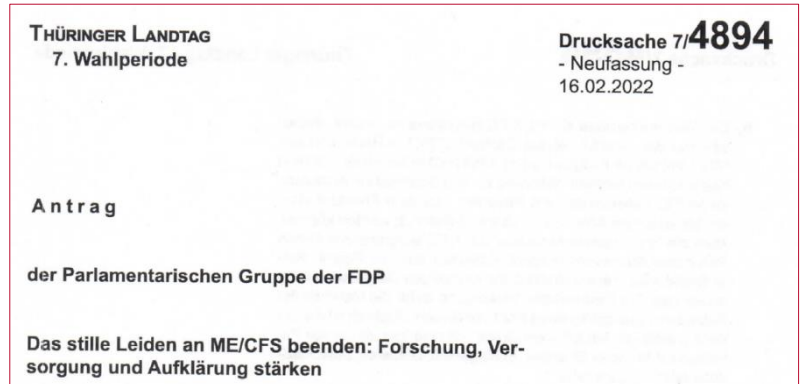 THÜRINGER LANDTAG
7. Wahlperiode
Drucksache 7/4894
- Neufassung -
16.02.2022
Antrag
der Parlamentarischen Gruppe der FDP
Das stille Leiden an ME/CFS beenden: Forschung, Ver-
sorgung und Aufklärung stärken